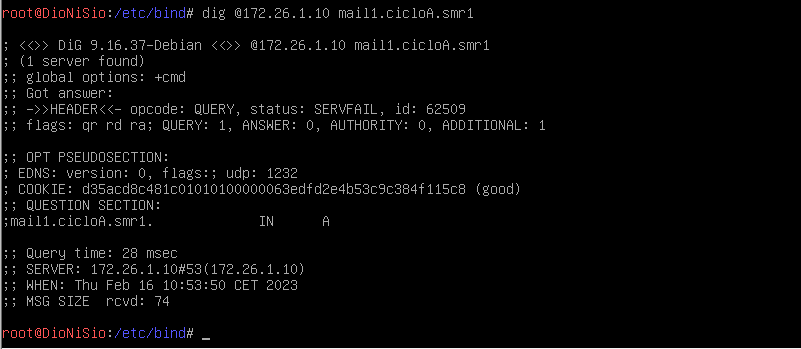 root@DioNiSio:/etc/bind# dig @172.26.1.10 mail1.cicloA.smr1
; <<>> DiG 9.16.37-Debian <<>> @172.26.1.10 mail1.cicloA.smr1
; (1 server found)
;; global options: +cmd
;; Got answer:
;; ->>HEADER<<- opcode: QUERY, status: SERVFAIL, id: 62509
;; flags: qr rd ra; QUERY: 1, ANSWER: 0, AUTHORITY: 0, ADDITIONAL: 1
;; OPT PSEUDOSECTION:
; EDNS: version: 0, flags:; udp: 1232
; COOKIE: d35acd8c481c01010100000063edfd2e4b53c9c384f115c8 (good)
;; QUESTION SECTION:
;mail1.cicloA.smr1. IN A
;; Query time: 28 msec
;; SERVER: 172.26.1.10#53(172.26.1.10)
;; WHEN: Thu Feb 16 10:53:50 CET 2023
;; MSG SIZE rcvd: 74
root@DioNiSio:/etc/bind# _